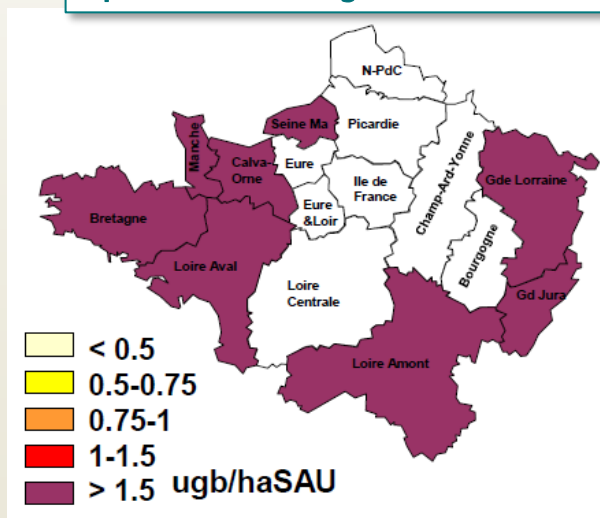 N-PdC
Seine Ma
Picardie
Manche
Calva-
Orne
Eure
Ile de
France
Champ-Ard-Yonne
Gde Lorraine
Bretagne
Eure
&Loir
Bourgogne
Loire Aval
Loire
Centrale
Gd Jura
Loire Amont
< 0.5
0.5-0.75
0.75-1
1-1.5
> 1.5 ugb/haSAU